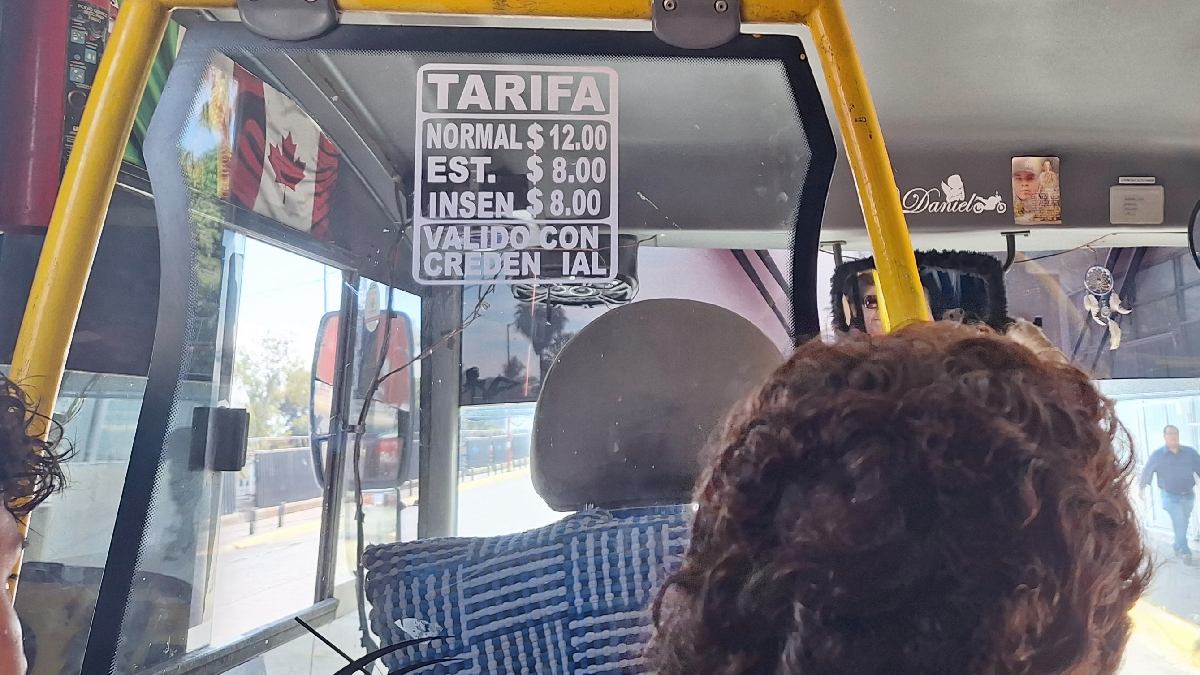 TARIFA
NORMAL $ 12.00
EST. $ 8.00
INSEN $ 8.00
VALIDO CON
CREDEN IAL
Daniel